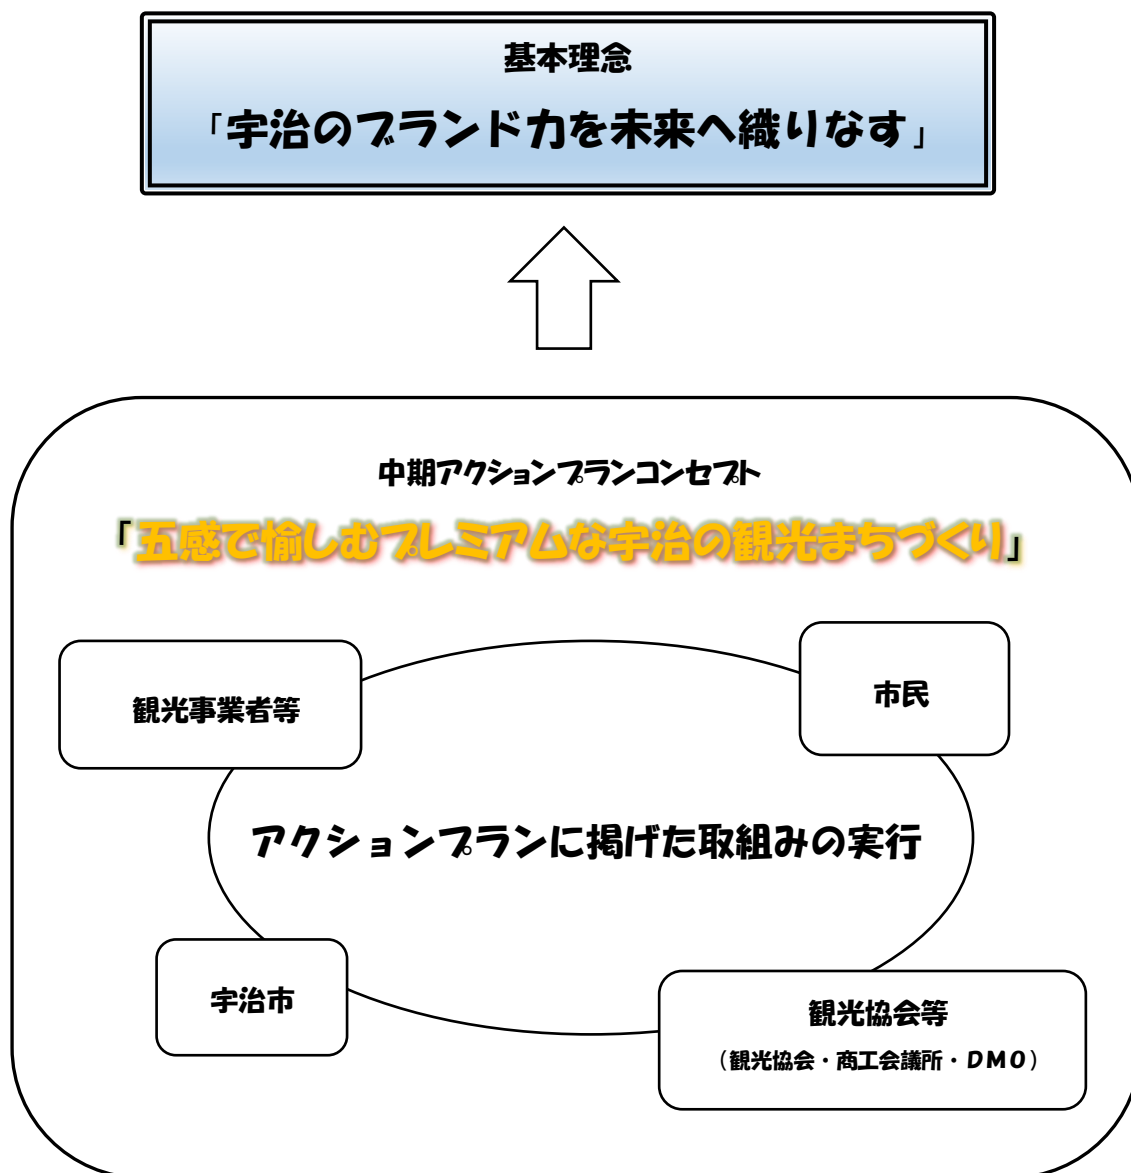 基本理念
「宇治のブランド力を未来へ織りなす」
中期アクションプランコンセプト
「五感で愉しむプレミアムな宇治の観光まちづくり」
観光事業者等
市民
アクションプランに掲げた取組みの実行
宇治市
観光協会等
（観光協会・商工会議所・DMO）